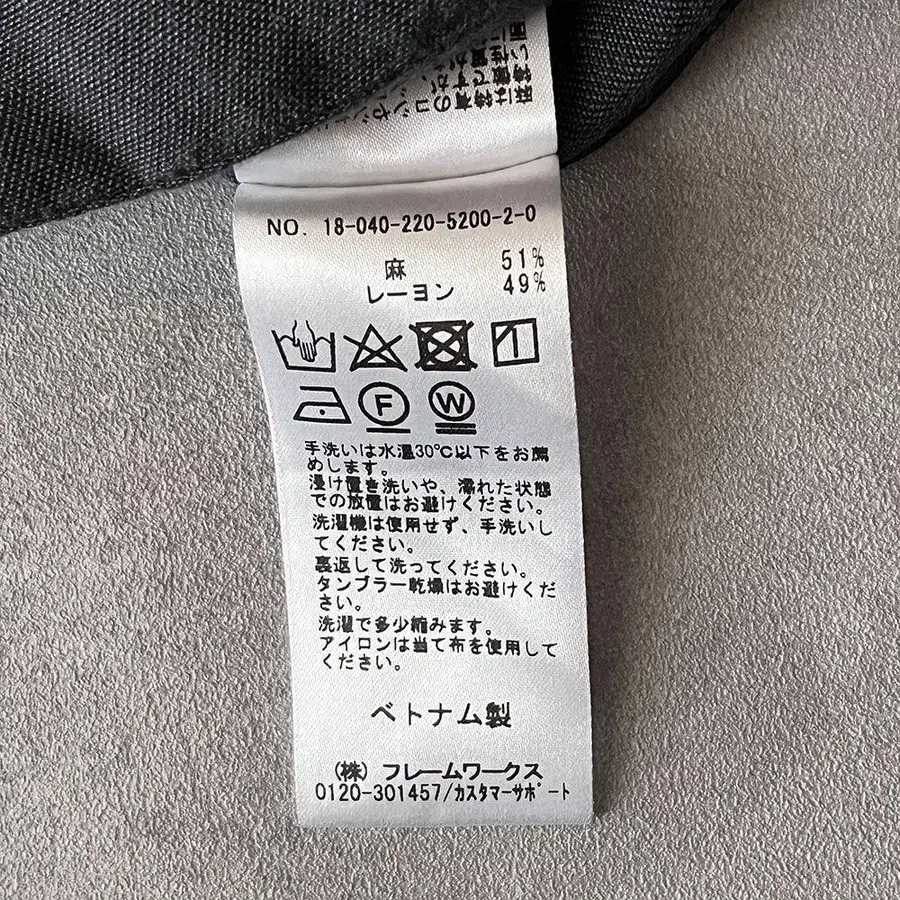 NO. 18-040-220-5200-2-0
麻 51%
レーヨン 49%
F W
手洗いは水温30℃以下をお薦
めします。
浸け置き洗いや、濡れた状態
での放置はお避けください。
洗濯機は使用せず、手洗いし
てください。
裏返して洗ってください。
タンブラー乾燥はお避けくだ
さい。
洗濯で多少縮みます。
アイロンは当て布を使用して
ください。
ベトナム製
(株) フレームワークス
0120-301457/カスタマーサポート